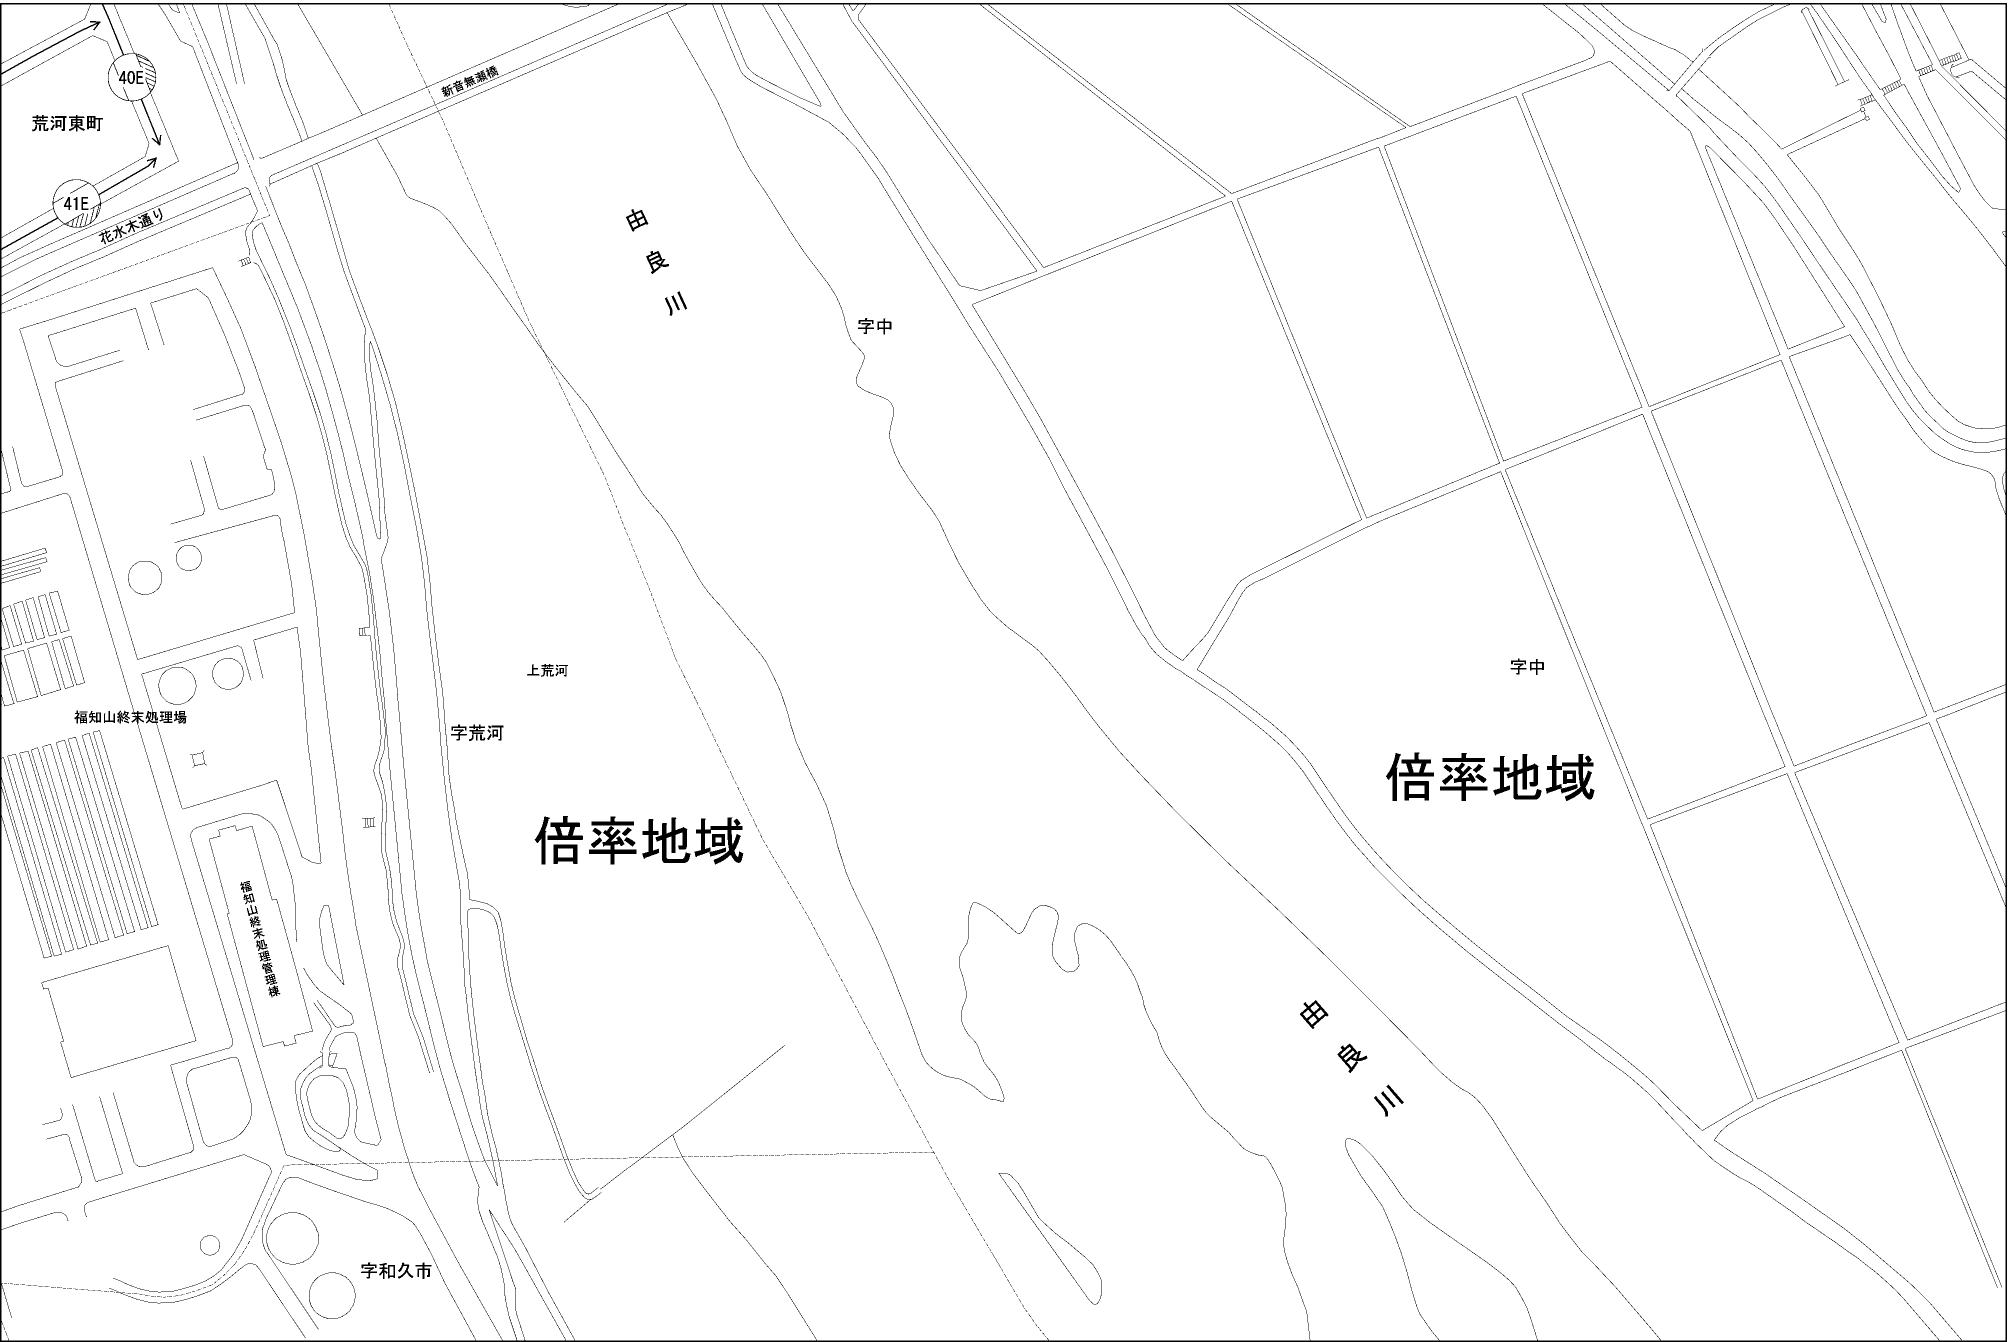 40E
荒河東町
41E
花水木通り
新音無瀬橋
由良川
字中
上荒河
字荒河
字中
倍率地域
倍率地域
福知山終末処理場
福知山終末処理管理棟
由良川
字和久市